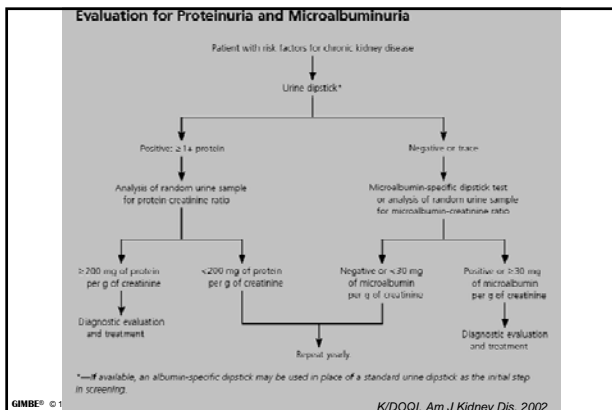 Evaluation for Proteinuria and Microalbuminuria
Patient with risk factors for chronic kidney disease
Urine dipstick*
Positive: ≥1+ protein
Negative or trace
Analysis of random urine sample
for protein creatinine ratio
Microalbumin-specific dipstick test
or analysis of random urine sample
for microalbumin-creatinine ratio
≥200 mg of protein
per g of creatinine
<200 mg of protein
per g of creatinine
Negative or <30 mg
of microalbumin
per g of creatinine
Positive or ≥30 mg
of microalbumin
per g of creatinine
Diagnostic evaluation
and treatment
Repeat yearly
Diagnostic evaluation
and treatment
*—If available, an albumin-specific dipstick may be used in place of a standard urine dipstick as the initial step
in screening.
GIMBE® © 1
K/DOQI. Am J Kidney Dis. 2002